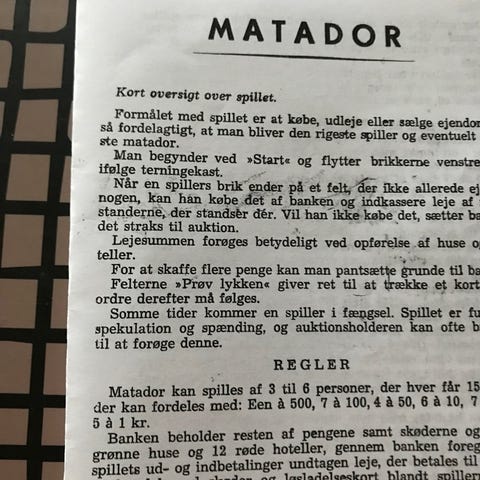 MATADOR
Kort oversigt over spillet.
Formålet med spillet er at købe, udleje eller sælge ejendo
så fordelagtigt, at man bliver den rigeste spiller og eventuelt
ste matador.
Man begynder ved »Start« og flytter brikkerne venstre
ifølge terningekast.
Når en spillers brik ender på et felt, der ikke allerede ej
nogen, kan han købe det af banken og indkassere leje af
standerne, der standser dér. Vil han ikke købe det, sætter ba
det straks til auktion.
Lejesummen forøges betydeligt ved opførelse af huse o
teller.
For at skaffe flere penge kan man pantsætte grunde til ba
Felterne »Prøv lykken« giver ret til at trække et kort
ordre derefter må følges.
Somme tider kommer en spiller i fængsel. Spillet er fu
spekulation og spænding, og auktionsholderen kan ofte b
til at forøge denne.
REGLER
Matador kan spilles af 3 til 6 personer, der hver får 15
der kan fordeles med: Een à 500, 7 à 100, 4 à 50, 6 à 10, 7
5 à 1 kr.
Banken beholder resten af pengene samt skøderne og
grønne huse og 12 røde hoteller, gennem banken foreg
spillets ud- og indbetalinger undtagen leje, der betales til
løsladelseskort blandt spiller